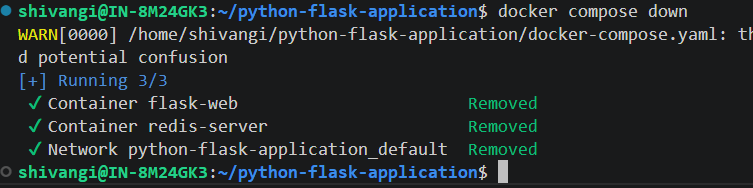 shivangi@IN-8M24GK3:~/python-flask-application$ docker compose down
WARN[0000] /home/shivangi/python-flask-application/docker-compose.yaml: th
d potential confusion
[+] Running 3/3
✓ Container flask-web Removed
✓ Container redis-server Removed
✓ Network python-flask-application_default Removed
shivangi@IN-8M24GK3:~/python-flask-application$